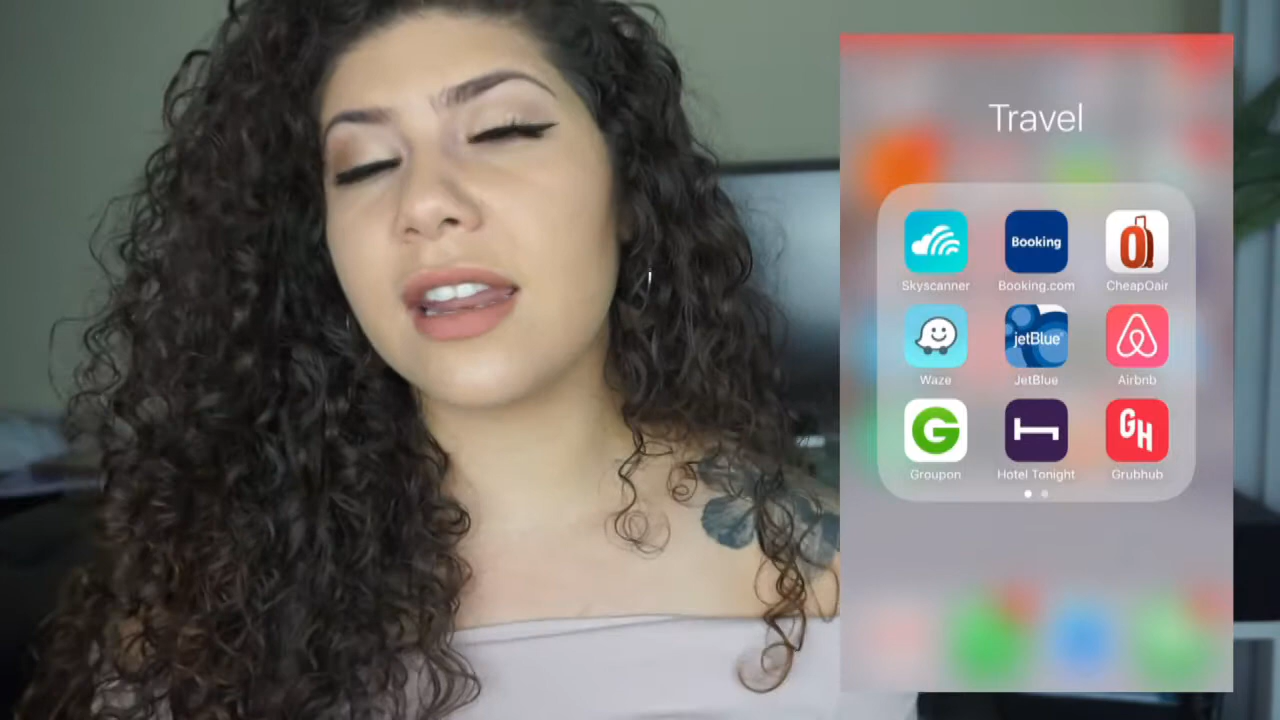 Travel
Booking
Skyscanner Booking.com CheapOair
jetBlue
Waze JetBlue Airbnb
G GH
Groupon Hotel Tonight Grubhub